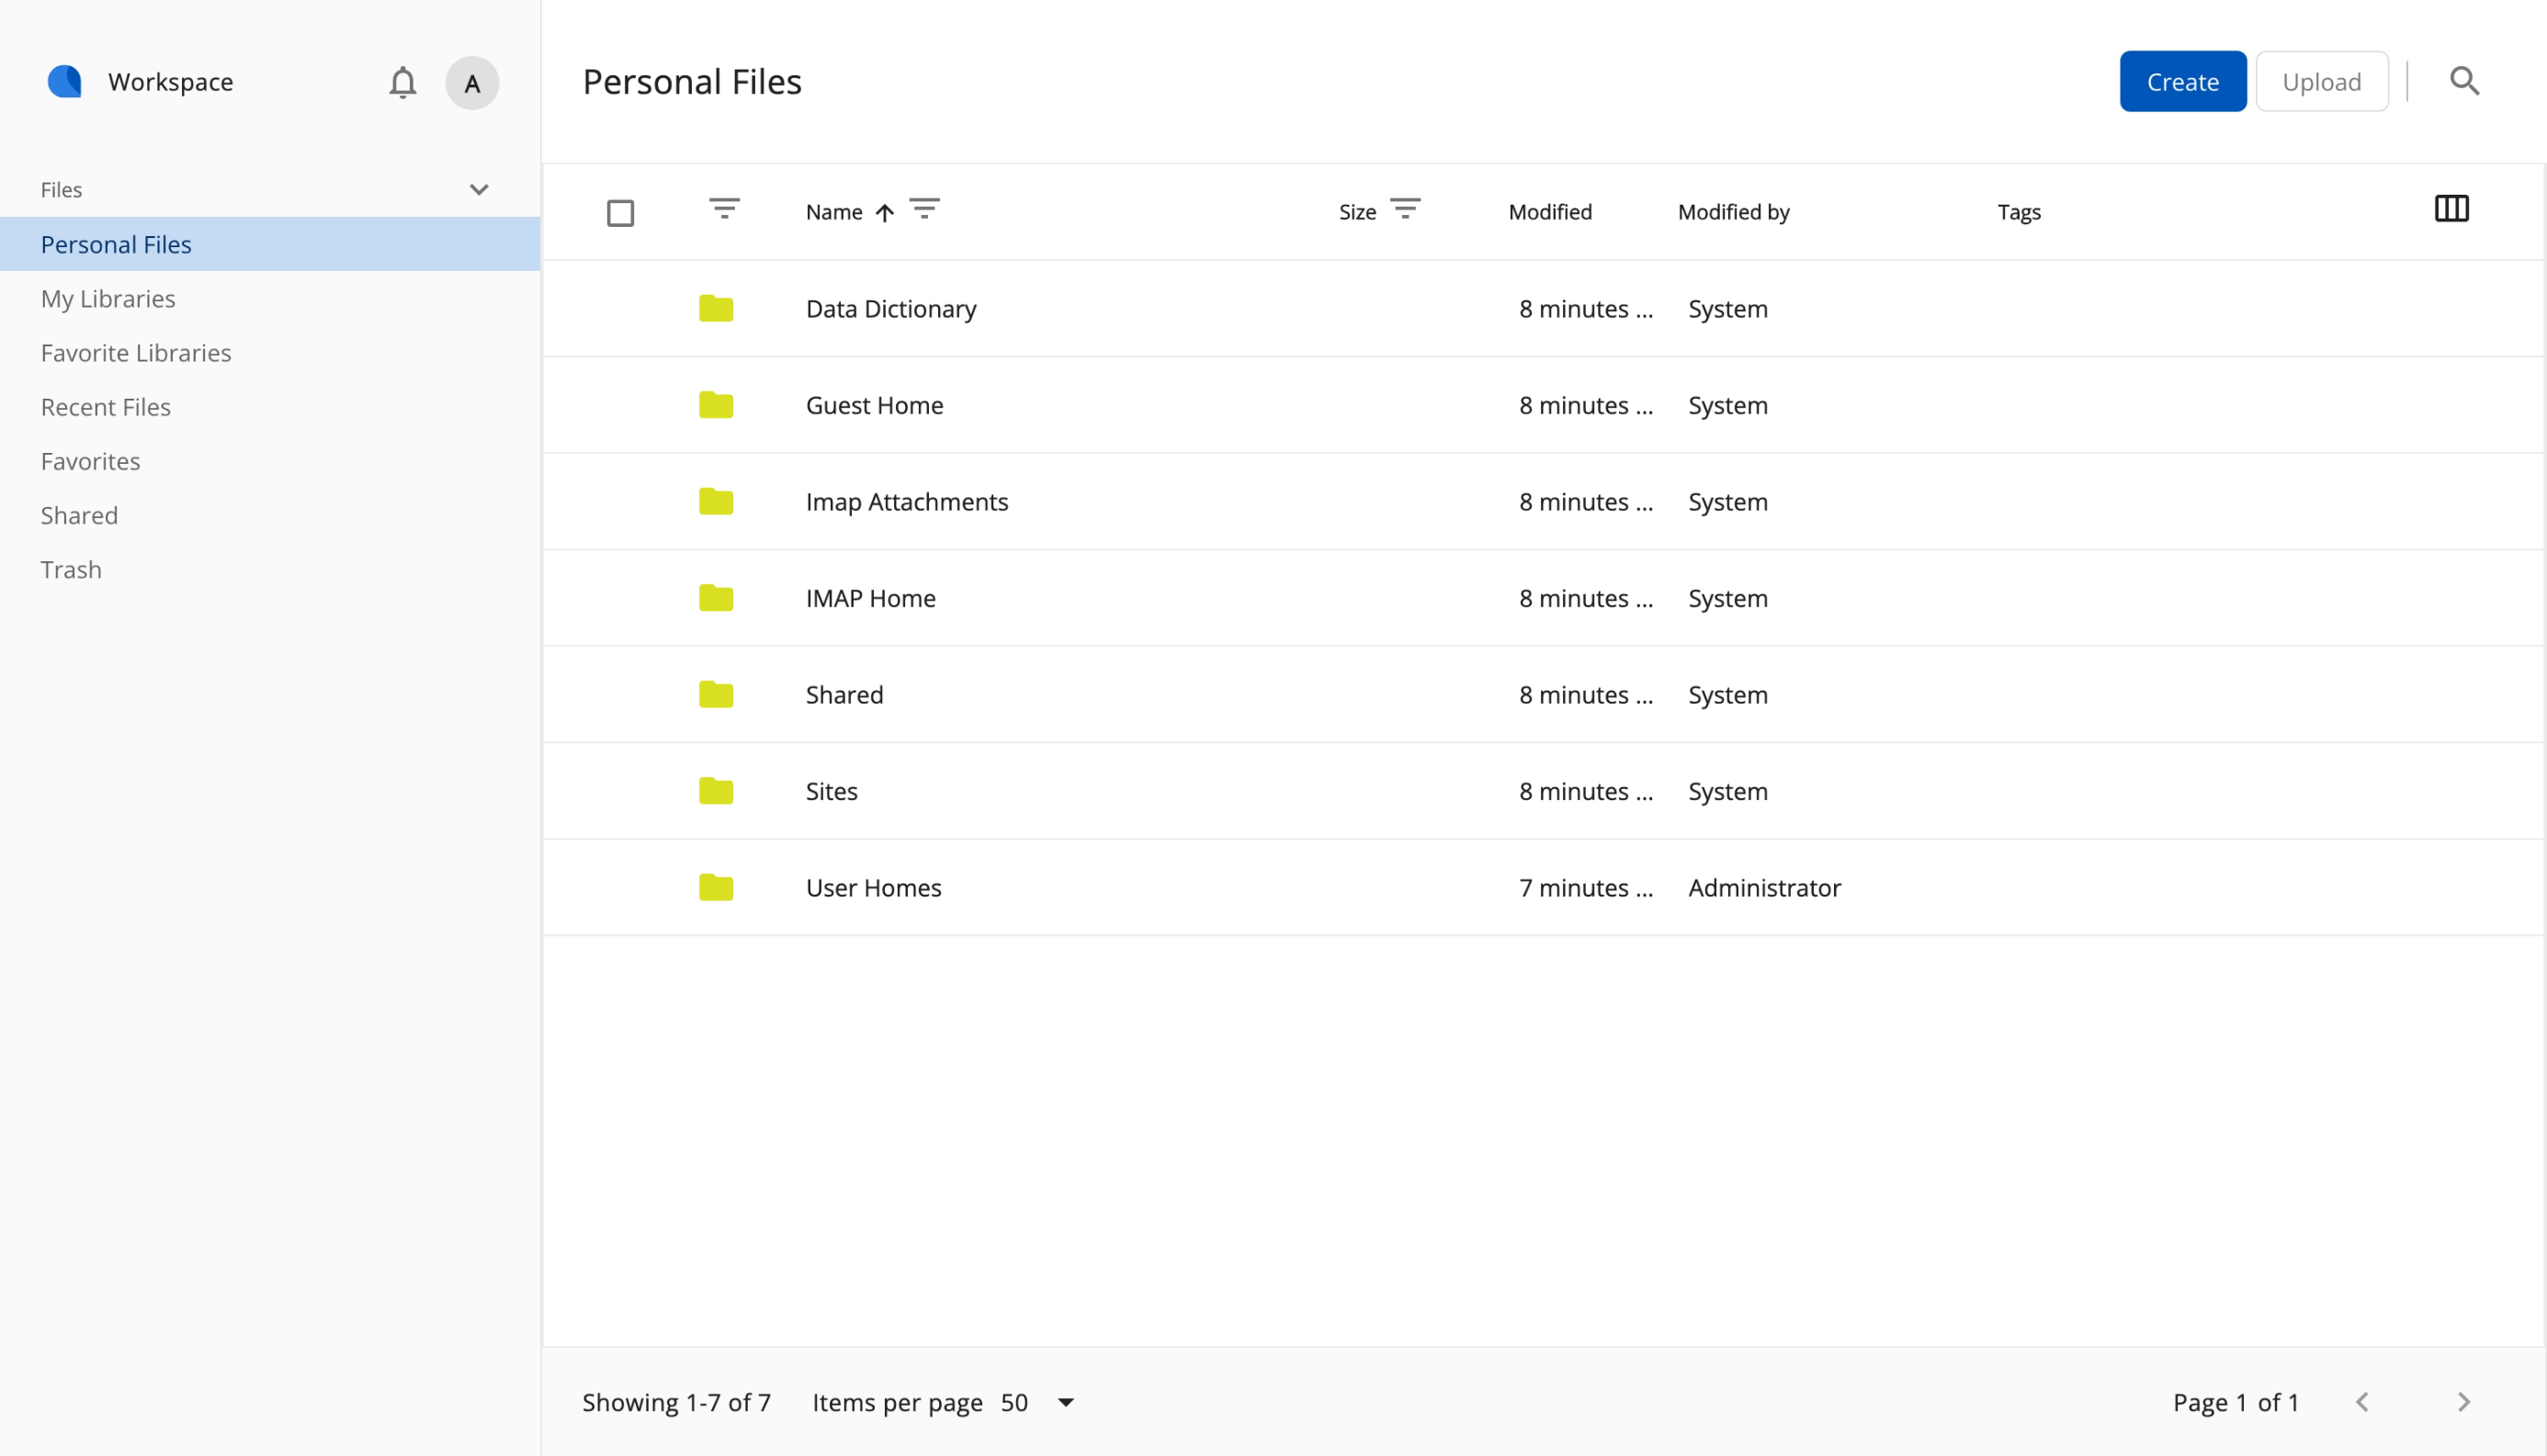 Workspace
A
Files
Personal Files
My Libraries
Favorite Libraries
Recent Files
Favorites
Shared
Trash
Personal Files
Create
Upload
Name Size Modified Modified by Tags
Data Dictionary 8 minutes ... System
Guest Home 8 minutes ... System
Imap Attachments 8 minutes ... System
IMAP Home 8 minutes ... System
Shared 8 minutes ... System
Sites 8 minutes ... System
User Homes 7 minutes ... Administrator
Showing 1-7 of 7 Items per page 50 Page 1 of 1